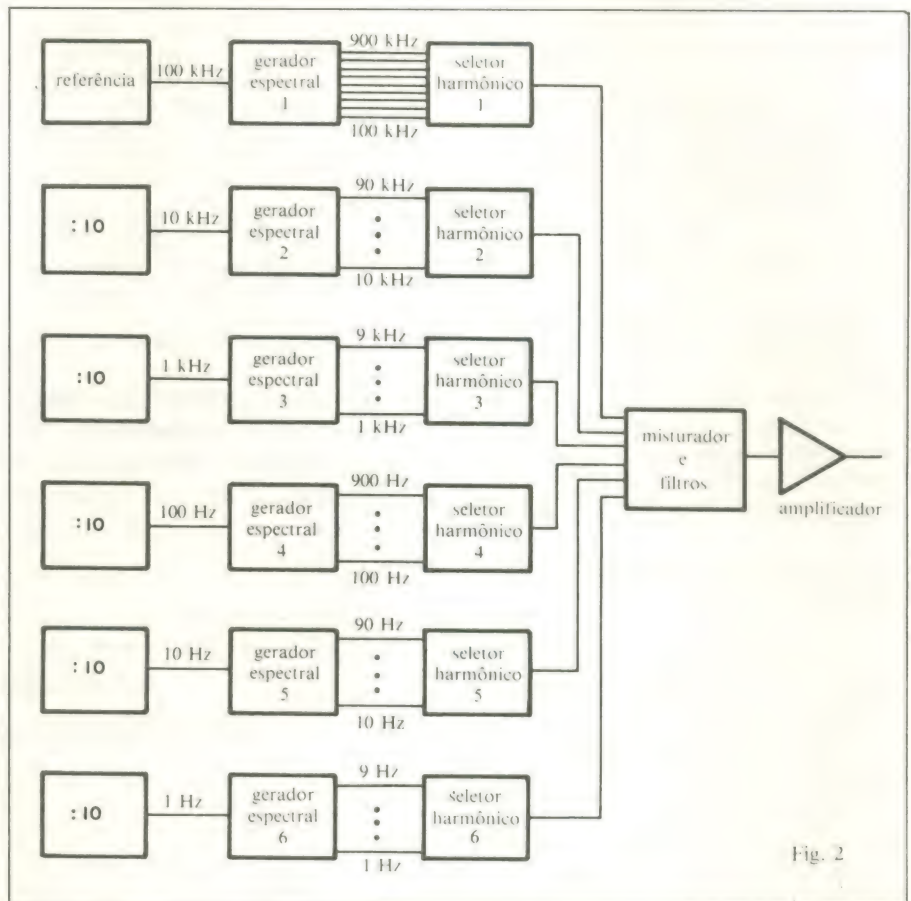 referência
100 kHz
gerador
espectral
1
900 kHz
100 kHz
seletor
harmônico
1
:10
10 kHz
gerador
espectral
2
90 kHz
10 kHz
seletor
harmônico
2
:10
1 kHz
gerador
espectral
3
9 kHz
1 kHz
seletor
harmônico
3
:10
100 Hz
gerador
espectral
4
900 Hz
100 Hz
seletor
harmônico
4
:10
10 Hz
gerador
espectral
5
90 Hz
10 Hz
seletor
harmônico
5
:10
1 Hz
gerador
espectral
6
9 Hz
1 Hz
seletor
harmônico
6
misturador
e
filtros
amplificador
Fig. 2